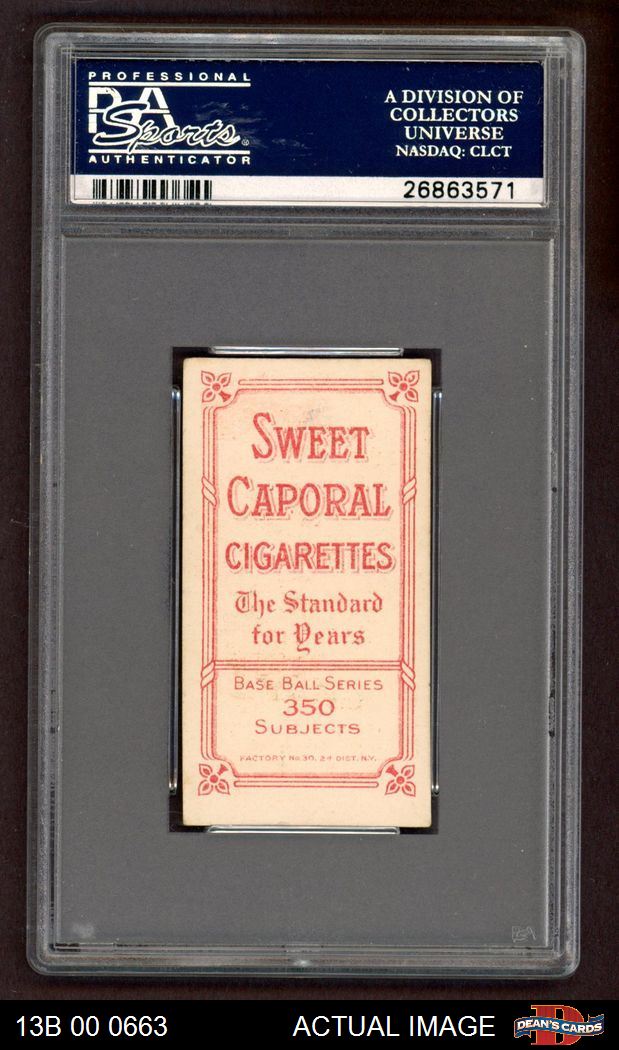 PROFESSIONAL
PSA
Sports
AUTHENTICATOR
A DIVISION OF
COLLECTORS
UNIVERSE
NASDAQ: CLCT
26863571
SWEET
CAPORAL
CIGARETTES
The Standard
for Years
BASE BALL SERIES
350
SUBJECTS
FACTORY No. 30, 2d DIST. N.Y.
PSA
13B 00 0663
ACTUAL IMAGE
D
DEAN'S CARDS